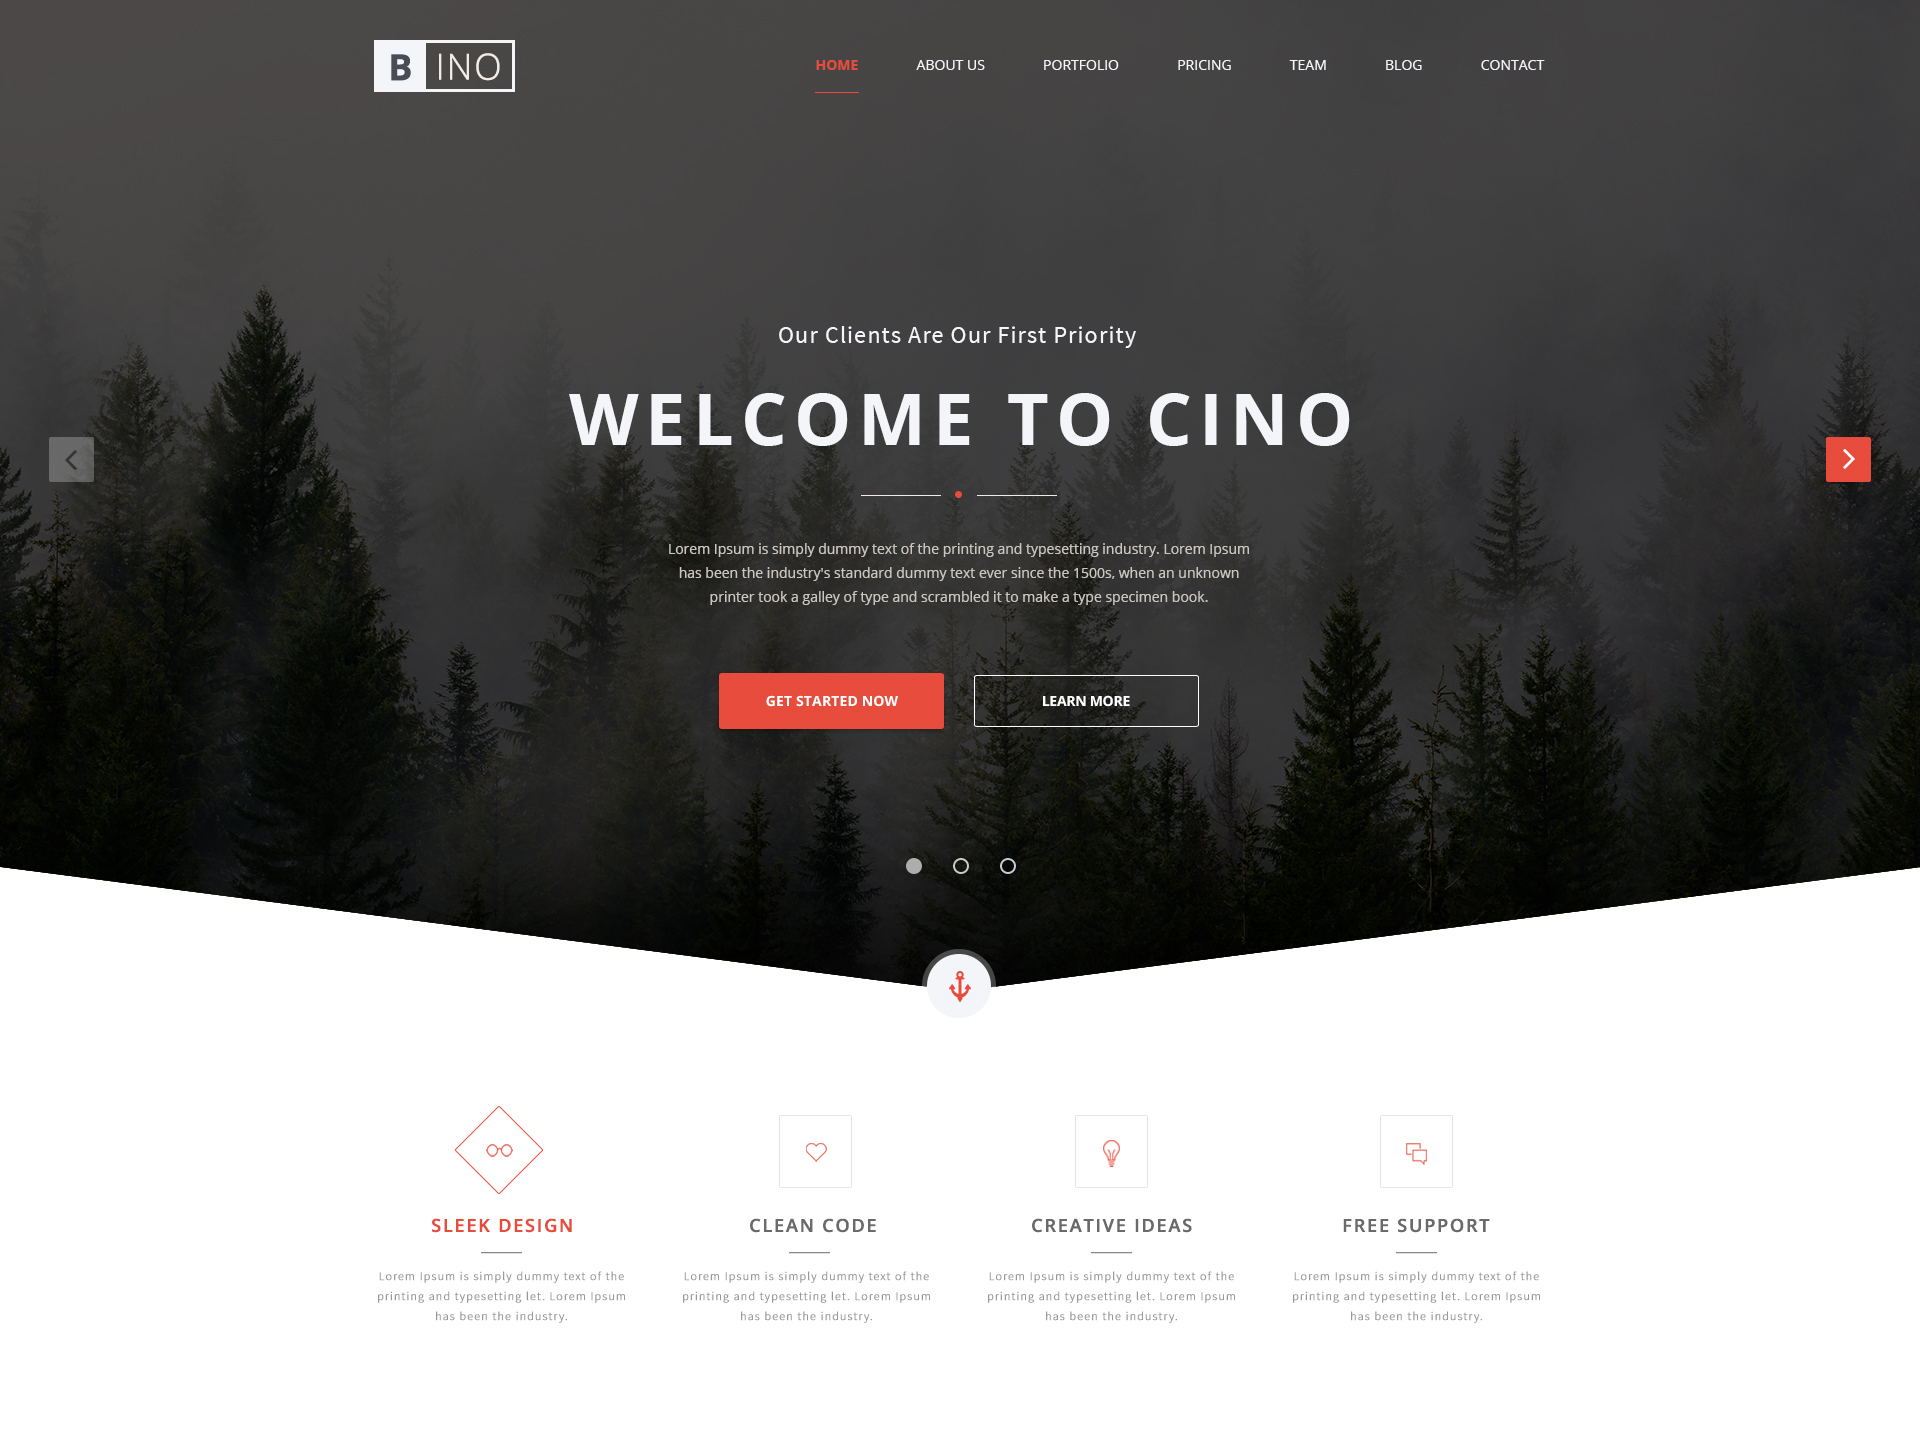 B INO
HOME ABOUT US PORTFOLIO PRICING TEAM BLOG CONTACT
Our Clients Are Our First Priority
WELCOME TO CINO
Lorem Ipsum is simply dummy text of the printing and typesetting industry. Lorem Ipsum
has been the industry's standard dummy text ever since the 1500s, when an unknown
printer took a galley of type and scrambled it to make a type specimen book.
GET STARTED NOW
LEARN MORE
SLEEK DESIGN
Lorem Ipsum is simply dummy text of the
printing and typesetting let. Lorem Ipsum
has been the industry.
CLEAN CODE
Lorem Ipsum is simply dummy text of the
printing and typesetting let. Lorem Ipsum
has been the industry.
CREATIVE IDEAS
Lorem Ipsum is simply dummy text of the
printing and typesetting let. Lorem Ipsum
has been the industry.
FREE SUPPORT
Lorem Ipsum is simply dummy text of the
printing and typesetting let. Lorem Ipsum
has been the industry.